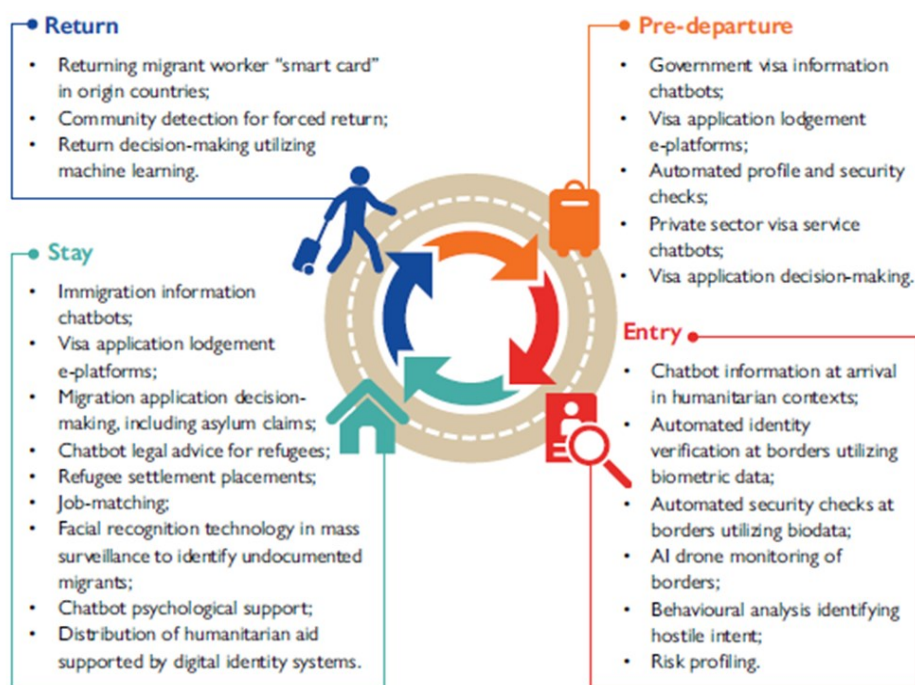 Return
• Returning migrant worker “smart card”
in origin countries;
• Community detection for forced return;
• Return decision-making utilizing
machine learning.
Pre-departure
• Government visa information
chatbots;
• Visa application lodgement
e-platforms;
• Automated profile and security
checks;
• Private sector visa service
chatbots;
• Visa application decision-making.
Stay
• Immigration information
chatbots;
• Visa application lodgement
e-platforms;
• Migration application decision-
making, including asylum claims;
• Chatbot legal advice for refugees;
• Refugee settlement placements;
• Job-matching;
• Facial recognition technology in mass
surveillance to identify undocumented
migrants;
• Chatbot psychological support;
• Distribution of humanitarian aid
supported by digital identity systems.
Entry
• Chatbot information at arrival
in humanitarian contexts;
• Automated identity
verification at borders utilizing
biometric data;
• Automated security checks at
borders utilizing biodata;
• AI drone monitoring of
borders;
• Behavioural analysis identifying
hostile intent;
• Risk profiling.